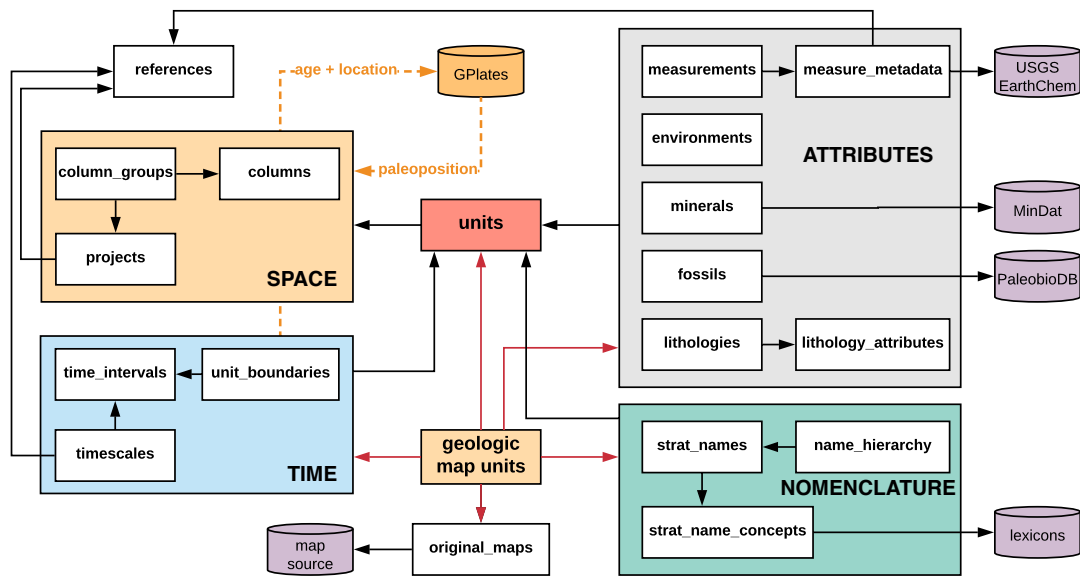 references
age + location
GPlates
measurements
measure_metadata
USGS
EarthChem
environments
ATTRIBUTES
column_groups
columns
paleoposition
minerals
MinDat
units
projects
SPACE
fossils
PaleobioDB
lithologies
lithology_attributes
time_intervals
unit_boundaries
timescales
TIME
geologic
map units
strat_names
name_hierarchy
NOMENCLATURE
strat_name_concepts
lexicons
map
source
original_maps